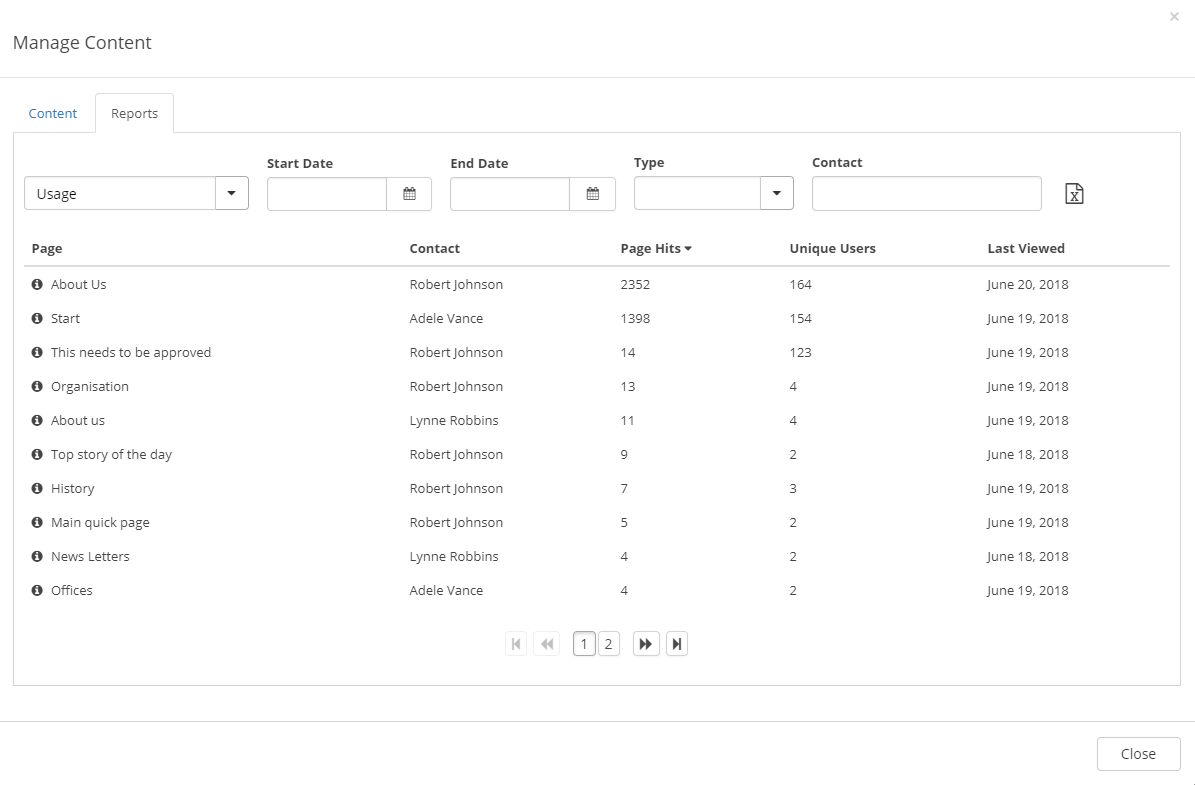 ×
Manage Content
Content Reports
Start Date End Date Type Contact
Usage
Page Contact Page Hits Unique Users Last Viewed
About Us Robert Johnson 2352 164 June 20, 2018
Start Adele Vance 1398 154 June 19, 2018
This needs to be approved Robert Johnson 14 123 June 19, 2018
Organisation Robert Johnson 13 4 June 19, 2018
About us Lynne Robbins 11 4 June 19, 2018
Top story of the day Robert Johnson 9 2 June 18, 2018
History Robert Johnson 7 3 June 19, 2018
Main quick page Robert Johnson 5 2 June 19, 2018
News Letters Lynne Robbins 4 2 June 18, 2018
Offices Adele Vance 4 2 June 19, 2018
1 2
Close